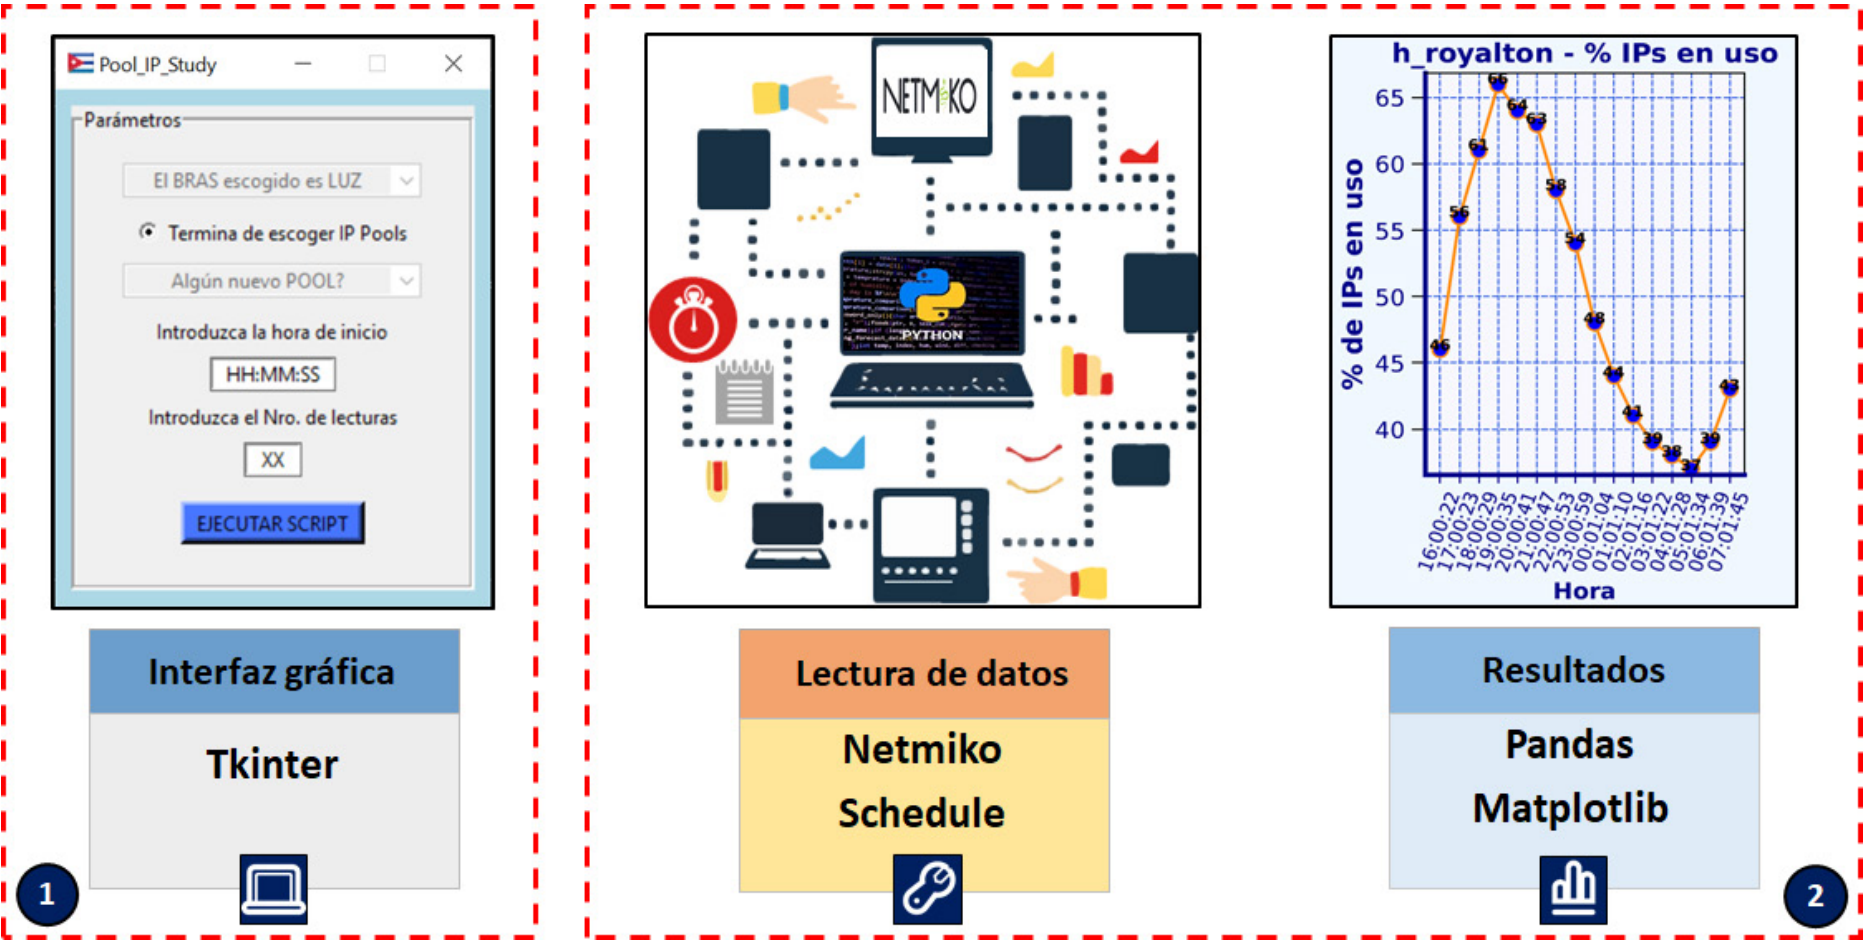 Pool_IP_Study
Parámetros
El BRAS escogido es LUZ
Termina de escoger IP Pools
Algún nuevo POOL?
Introduzca la hora de inicio
HH:MM:SS
Introduzca el Nro. de lecturas
XX
EJECUTAR SCRIPT
Interfaz gráfica
Tkinter
1
NETMIKO
PYTHON
Lectura de datos
Netmiko
Schedule
h_royalton - % IPs en uso
% de IPs en uso
65
60
55
50
45
40
46
56
61
66
64
63
58
54
48
44
41
39
38
37
39
43
16:00:22
17:00:23
18:00:29
19:00:35
20:00:41
21:00:47
22:00:53
23:00:59
00:01:04
01:01:10
02:01:16
03:01:22
04:01:28
05:01:34
06:01:39
07:01:45
Hora
Resultados
Pandas
Matplotlib
2